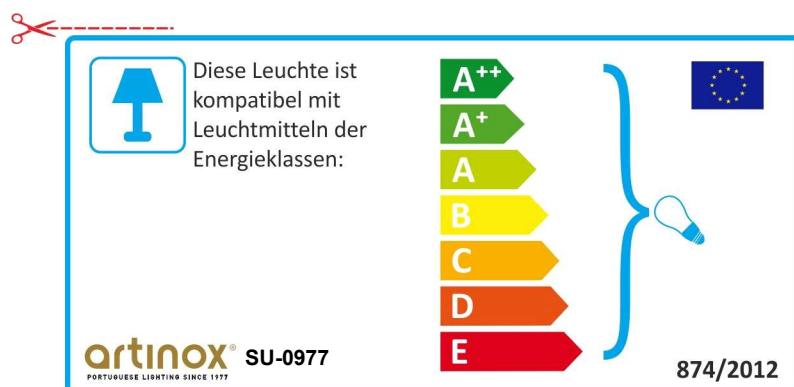 Diese Leuchte ist
kompatibel mit
Leuchtmitteln der
Energieklassen:
A++
A+
A
B
C
D
E
artinox® SU-0977
PORTUGUESE LIGHTING SINCE 1977
874/2012